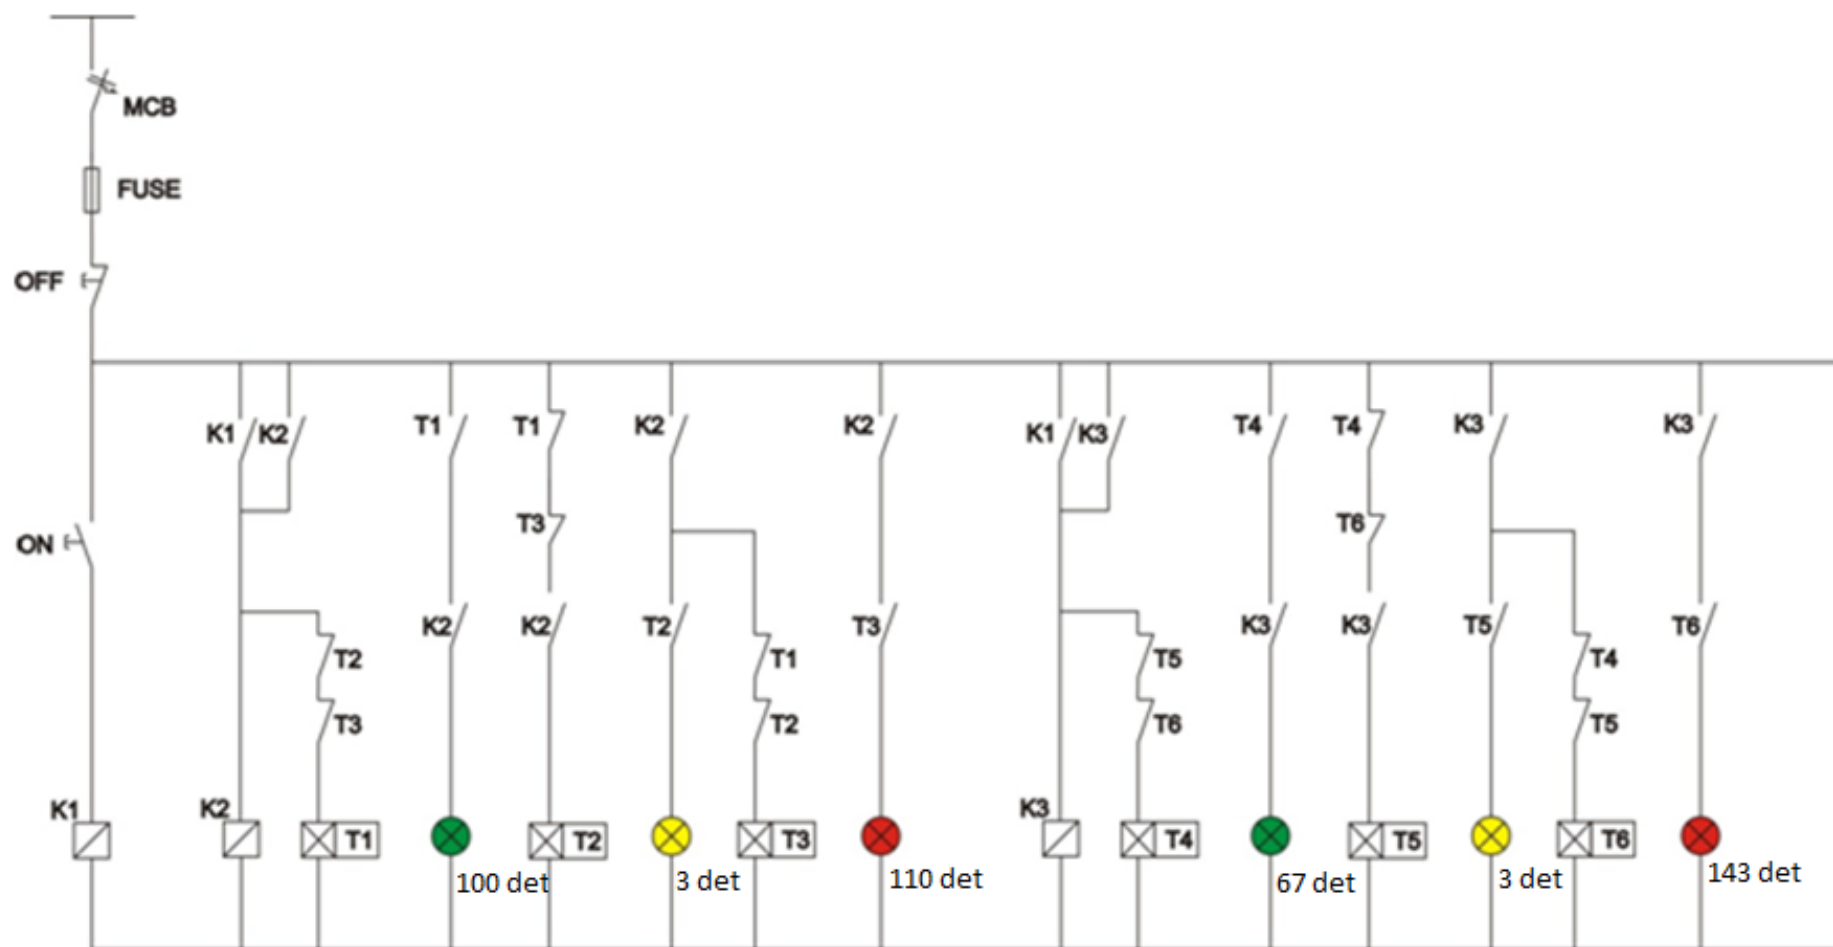 MCB
FUSE
OFF
K1 K2 T1 T1 K2 K2 K1 K3 T4 T4 K3 K3
T3 T6
ON
K2 K2 T2 T3 K3 K3 T5 T6
T2 T1 T5 T4
T3 T2 T6 T5
K1 K2 K3
T1 T2 T3 T4 T5 T6
100 det 3 det 110 det 67 det 3 det 143 det